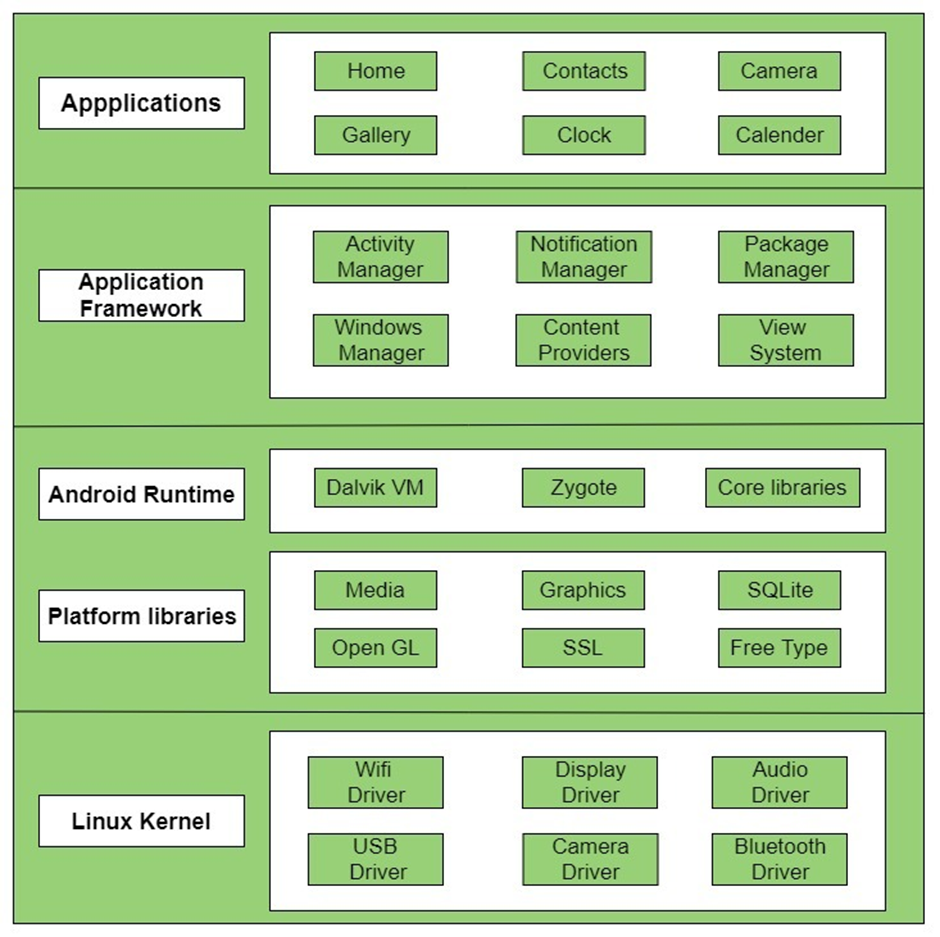 Appplications
Home
Contacts
Camera
Gallery
Clock
Calender
Application
Framework
Activity
Manager
Notification
Manager
Package
Manager
Windows
Manager
Content
Providers
View
System
Android Runtime
Dalvik VM
Zygote
Core libraries
Platform libraries
Media
Graphics
SQLite
Open GL
SSL
Free Type
Linux Kernel
Wifi
Driver
Display
Driver
Audio
Driver
USB
Driver
Camera
Driver
Bluetooth
Driver